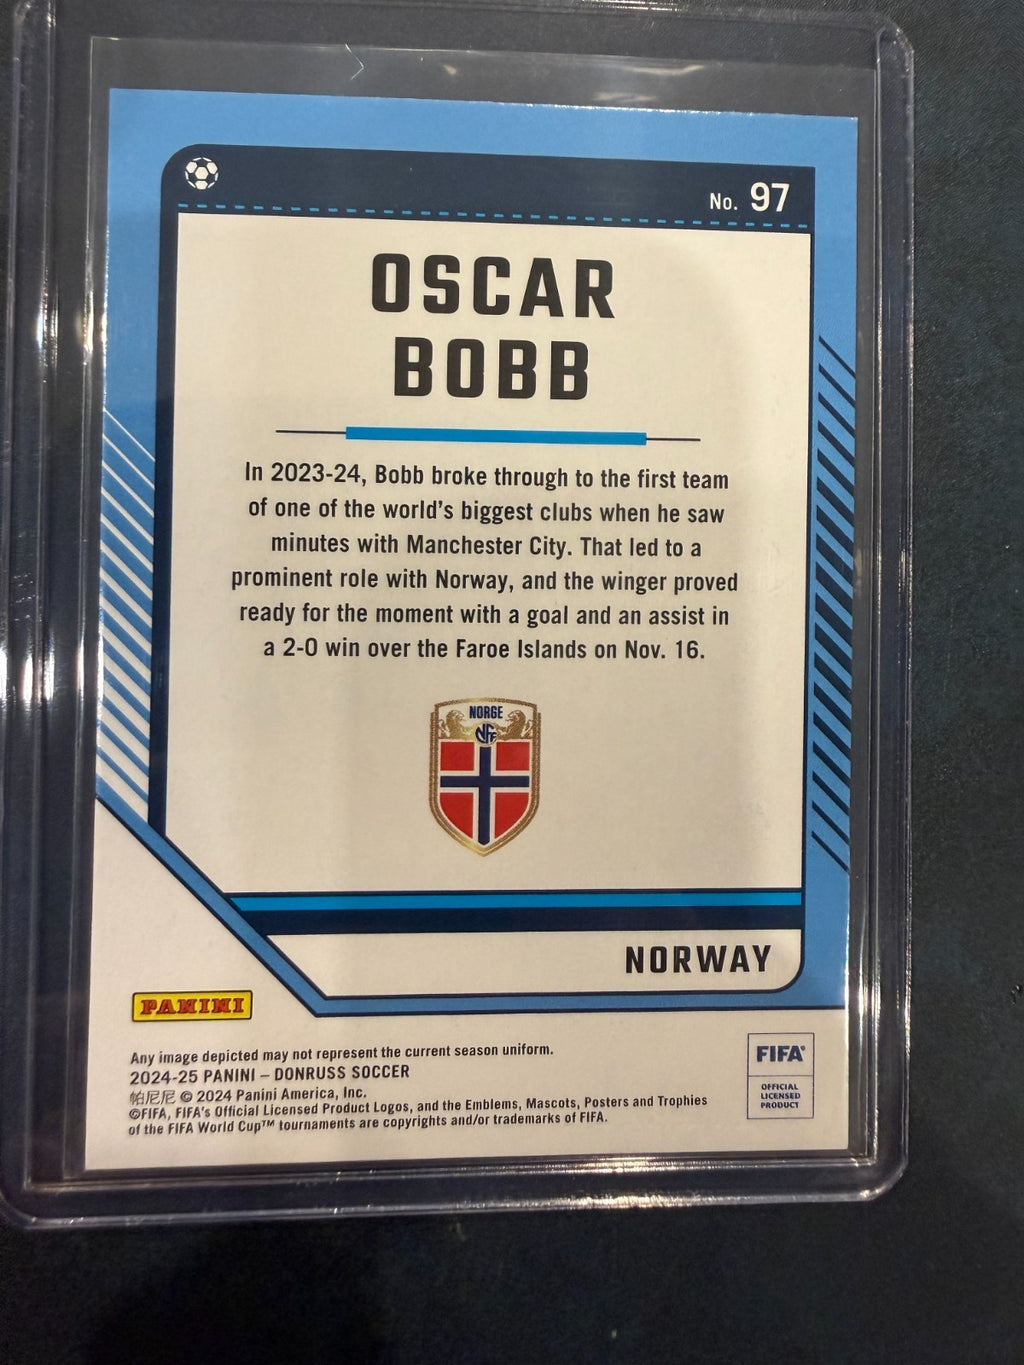 No. 97
OSCAR
BOBB
In 2023-24, Bobb broke through to the first team
of one of the world's biggest clubs when he saw
minutes with Manchester City. That led to a
prominent role with Norway, and the winger proved
ready for the moment with a goal and an assist in
a 2-0 win over the Faroe Islands on Nov. 16.
NORGE
NFF
NORWAY
PANINI
Any image depicted may not represent the current season uniform.
2024-25 PANINI – DONRUSS SOCCER
帕尼尼 © 2024 Panini America, Inc.
©FIFA, FIFA's Official Licensed Product Logos, and the Emblems, Mascots, Posters and Trophies
of the FIFA World Cup™ tournaments are copyrights and/or trademarks of FIFA.
FIFA®
OFFICIAL
LICENSED
PRODUCT